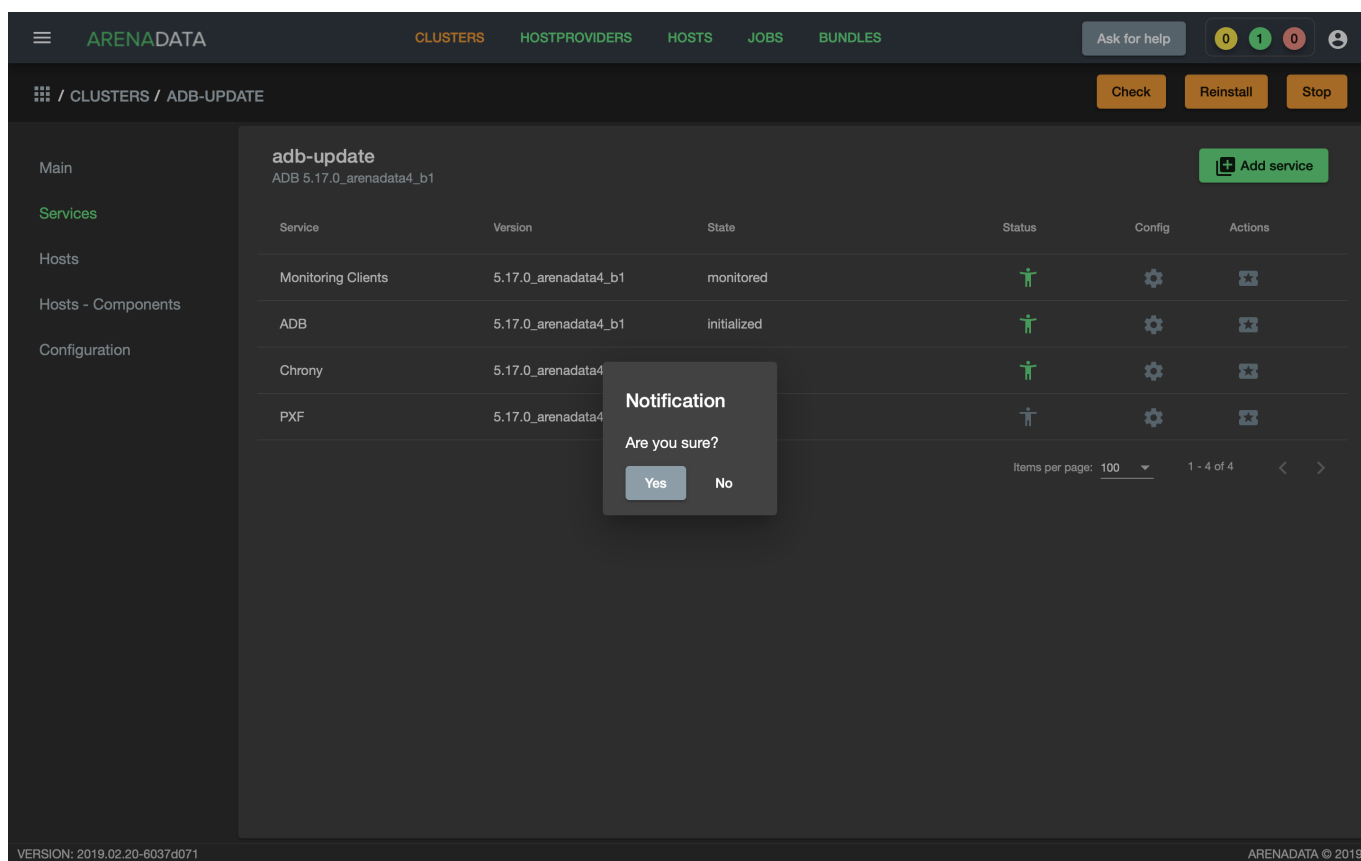 ARENADATA CLUSTERS HOSTPROVIDERS HOSTS JOBS BUNDLES Ask for help 0 1 0
/ CLUSTERS / ADB-UPDATE Check Reinstall Stop
Main
Services
Hosts
Hosts - Components
Configuration
adb-update
ADB 5.17.0_arenadata4_b1
Add service
Service Version State Status Config Actions
Monitoring Clients 5.17.0_arenadata4_b1 monitored
ADB 5.17.0_arenadata4_b1 initialized
Chrony 5.17.0_arenadata4
PXF 5.17.0_arenadata4
Notification
Are you sure?
Yes No
Items per page: 100 1 - 4 of 4
VERSION: 2019.02.20-6037d071 ARENADATA © 2019